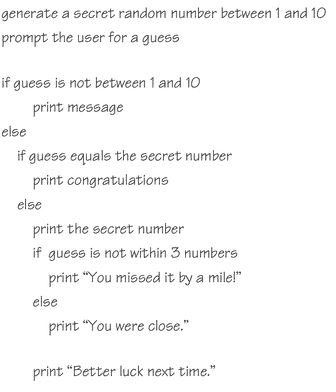 generate a secret random number between 1 and 10
prompt the user for a guess
if guess is not between 1 and 10
print message
else
if guess equals the secret number
print congratulations
else
print the secret number
if guess is not within 3 numbers
print “You missed it by a mile!”
else
print “You were close.”
print “Better luck next time.”